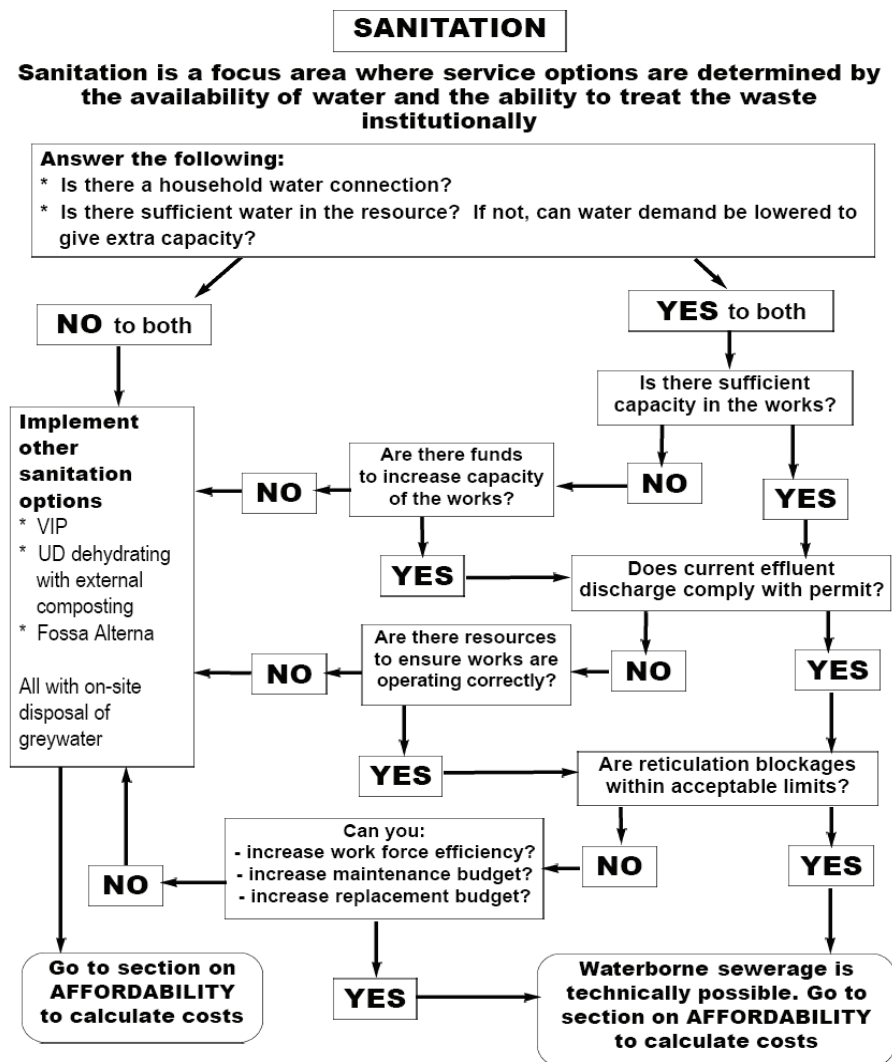 SANITATION
Sanitation is a focus area where service options are determined by
the availability of water and the ability to treat the waste
institutionally
Answer the following:
* Is there a household water connection?
* Is there sufficient water in the resource? If not, can water demand be lowered to
give extra capacity?
NO to both
YES to both
Is there sufficient
capacity in the works?
Implement
other
sanitation
options
* VIP
* UD dehydrating
with external
composting
* Fossa Alterna
All with on-site
disposal of
greywater
NO
Are there funds
to increase capacity
of the works?
NO
YES
YES
Does current effluent
discharge comply with permit?
NO
Are there resources
to ensure works are
operating correctly?
NO
YES
YES
Are reticulation blockages
within acceptable limits?
NO
Can you:
- increase work force efficiency?
- increase maintenance budget?
- increase replacement budget?
NO
YES
Go to section on
AFFORDABILITY
to calculate costs
YES
Waterborne sewerage is
technically possible. Go to
section on AFFORDABILITY
to calculate costs